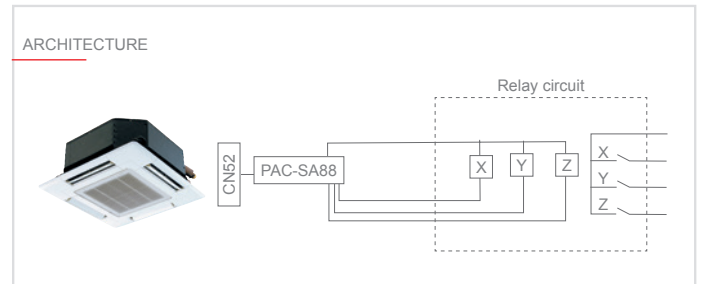 ARCHITECTURE
Relay circuit
CN52
PAC-SA88
X
Y
Z
X
Y
Z